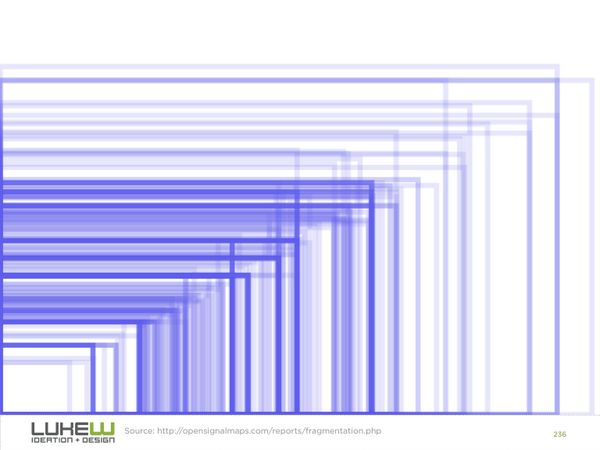 LUKEW
IDEATION + DESIGN
Source: http://opensignalmaps.com/reports/fragmentation.php
236